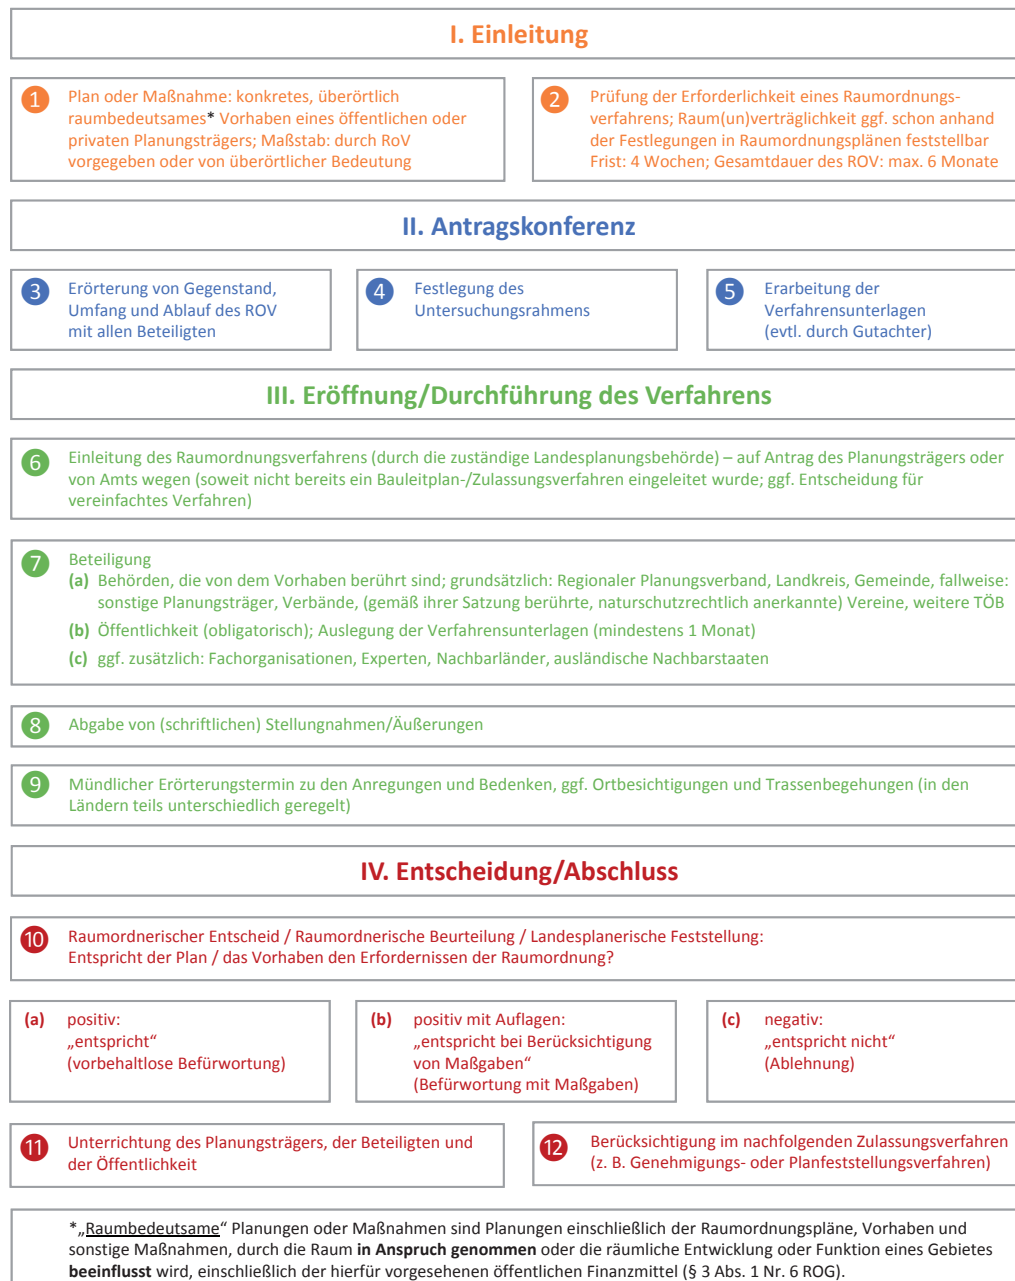 I. Einleitung
1 Plan oder Maßnahme: konkretes, überörtlich
raumbedeutsames* Vorhaben eines öffentlichen oder
privaten Planungsträgers; Maßstab: durch RoV
vorgegeben oder von überörtlicher Bedeutung
2 Prüfung der Erforderlichkeit eines Raumordnungs-
verfahrens; Raum(un)verträglichkeit ggf. schon anhand
der Festlegungen in Raumordnungsplänen feststellbar
Frist: 4 Wochen; Gesamtdauer des ROV: max. 6 Monate
II. Antragskonferenz
3 Erörterung von Gegenstand,
Umfang und Ablauf des ROV
mit allen Beteiligten
4 Festlegung des
Untersuchungsrahmens
5 Erarbeitung der
Verfahrensunterlagen
(evtl. durch Gutachter)
III. Eröffnung/Durchführung des Verfahrens
6 Einleitung des Raumordnungsverfahrens (durch die zuständige Landesplanungsbehörde) – auf Antrag des Planungsträgers oder
von Amts wegen (soweit nicht bereits ein Bauleitplan-/Zulassungsverfahren eingeleitet wurde; ggf. Entscheidung für
vereinfachtes Verfahren)
7 Beteiligung
(a) Behörden, die von dem Vorhaben berührt sind; grundsätzlich: Regionaler Planungsverband, Landkreis, Gemeinde, fallweise:
sonstige Planungsträger, Verbände, (gemäß ihrer Satzung berührte, naturschutzrechtlich anerkannte) Vereine, weitere TÖB
(b) Öffentlichkeit (obligatorisch); Auslegung der Verfahrensunterlagen (mindestens 1 Monat)
(c) ggf. zusätzlich: Fachorganisationen, Experten, Nachbarländer, ausländische Nachbarstaaten
8 Abgabe von (schriftlichen) Stellungnahmen/Äußerungen
9 Mündlicher Erörterungstermin zu den Anregungen und Bedenken, ggf. Ortbesichtigungen und Trassenbegehungen (in den
Ländern teils unterschiedlich geregelt)
IV. Entscheidung/Abschluss
10 Raumordnerischer Entscheid / Raumordnerische Beurteilung / Landesplanerische Feststellung:
Entspricht der Plan / das Vorhaben den Erfordernissen der Raumordnung?
(a) positiv:
„entspricht“
(vorbehaltlose Befürwortung)
(b) positiv mit Auflagen:
„entspricht bei Berücksichtigung
von Maßgaben“
(Befürwortung mit Maßgaben)
(c) negativ:
„entspricht nicht“
(Ablehnung)
11 Unterrichtung des Planungsträgers, der Beteiligten und
der Öffentlichkeit
12 Berücksichtigung im nachfolgenden Zulassungsverfahren
(z. B. Genehmigungs- oder Planfeststellungsverfahren)
*„Raumbedeutsame“ Planungen oder Maßnahmen sind Planungen einschließlich der Raumordnungspläne, Vorhaben und
sonstige Maßnahmen, durch die Raum in Anspruch genommen oder die räumliche Entwicklung oder Funktion eines Gebietes
beeinflusst wird, einschließlich der hierfür vorgesehenen öffentlichen Finanzmittel (§ 3 Abs. 1 Nr. 6 ROG).